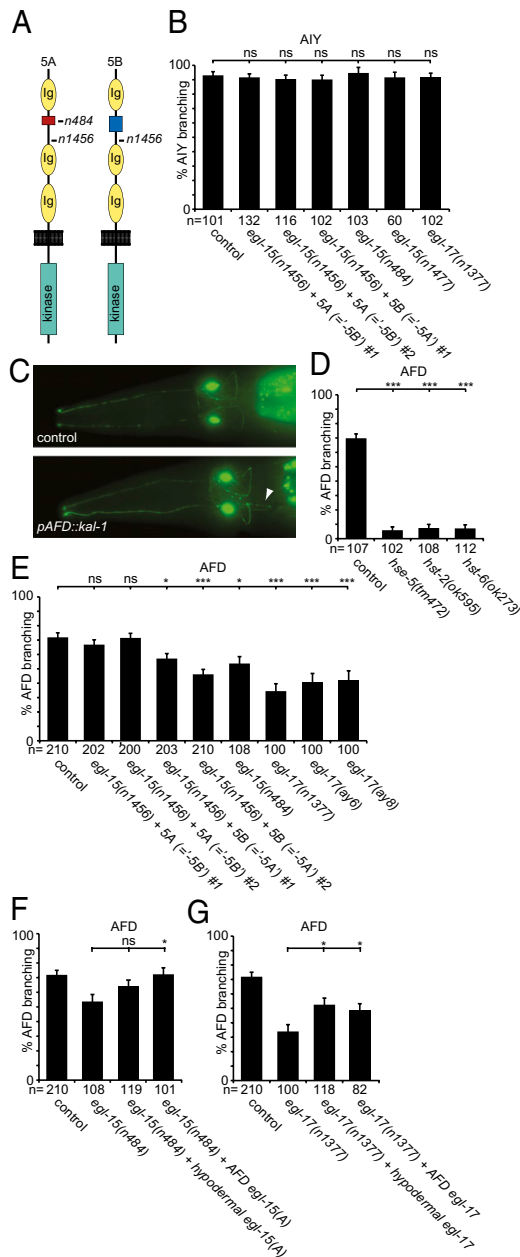 A
5A 5B
Ig Ig
n484
n1456 n1456
Ig Ig
Ig Ig
kinase kinase
B
AIY
ns ns ns ns ns ns
100
% AIY branching
0
n=101 132 116 102 103 60 102
control
egl-15(n1456) + 5A (='-5B') #1
egl-15(n1456) + 5A (='-5B') #2
egl-15(n1456) + 5B (='-5A') #1
egl-15(n484)
egl-15(n1477)
egl-17(n1377)
C
control
pAFD::kal-1
D
AFD
*** *** ***
100
% AFD branching
0
n= 107 102 108 112
control
hse-5(tm472)
hst-2(ok595)
hst-6(ok273)
E
AFD
ns ns * *** * *** *** ***
100
% AFD branching
0
n= 210 202 200 203 210 108 100 100 100
control
egl-15(n1456) + 5A (='-5B') #1
egl-15(n1456) + 5A (='-5B') #2
egl-15(n1456) + 5B (='-5A') #1
egl-15(n1456) + 5B (='-5A') #2
egl-15(n484)
egl-17(n1377)
egl-17(ay6)
egl-17(ay8)
F
AFD
ns *
100
% AFD branching
0
n= 210 108 119 101
control
egl-15(n484)
egl-15(n484) + hypodermal egl-15(A)
egl-15(n484) + AFD egl-15(A)
G
AFD
* *
100
% AFD branching
0
n= 210 100 118 82
control
egl-17(n1377)
egl-17(n1377) + hypodermal egl-17
egl-17(n1377) + AFD egl-17